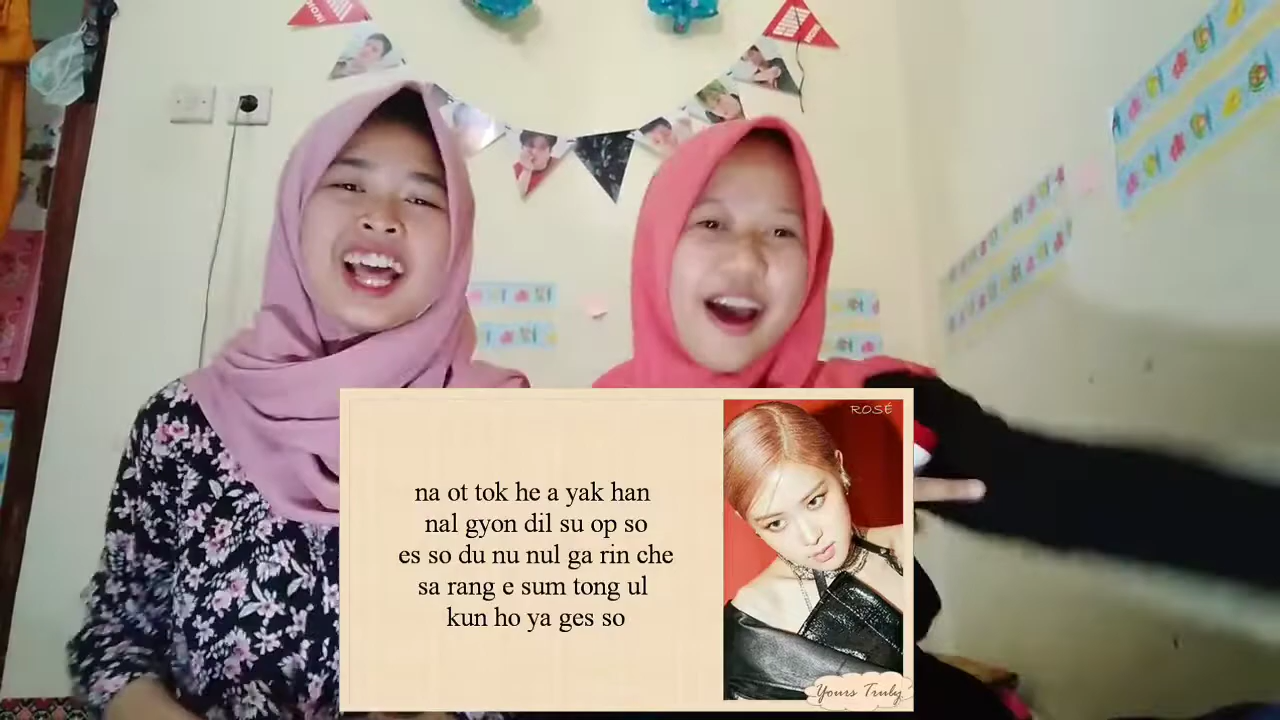 iKON
ROSÉ
na ot tok he a yak han
nal gyon dil su op so
es so du nu nul ga rin che
sa rang e sum tong ul
kun ho ya ges so
Yours Truly